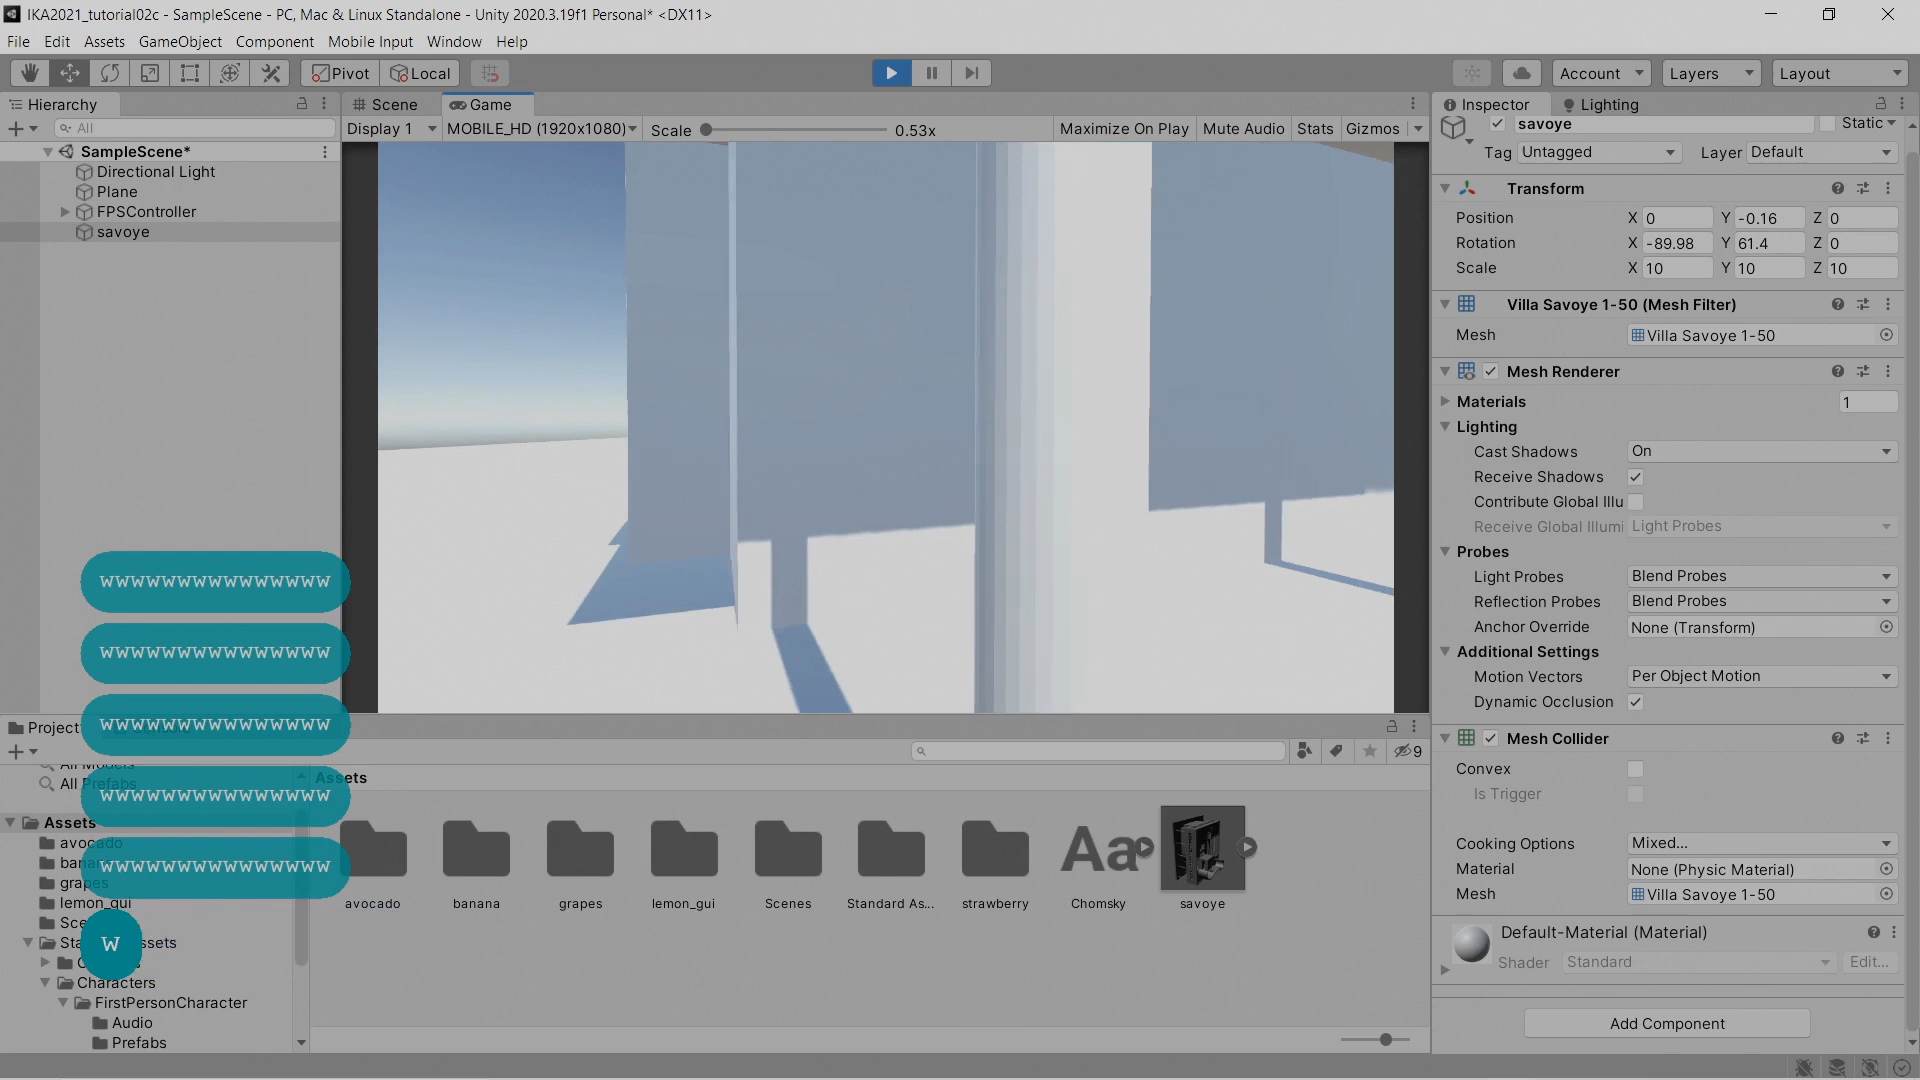 IKA2021_tutorial02c - SampleScene - PC, Mac & Linux Standalone - Unity 2020.3.19f1 Personal* <DX11>
File Edit Assets GameObject Component Mobile Input Window Help
Pivot Local Account Layers Layout
Hierarchy
All
SampleScene*
Directional Light
Plane
FPSController
savoye
Scene Game
Display 1 MOBILE_HD (1920x1080) Scale 0.53x Maximize On Play Mute Audio Stats Gizmos
Inspector Lighting
savoye Static
Tag Untagged Layer Default
Transform
Position X 0 Y -0.16 Z 0
Rotation X -89.98 Y 61.4 Z 0
Scale X 10 Y 10 Z 10
Villa Savoye 1-50 (Mesh Filter)
Mesh Villa Savoye 1-50
Mesh Renderer
Materials 1
Lighting
Cast Shadows On
Receive Shadows
Contribute Global Illu
Receive Global Illumi Light Probes
Probes
Light Probes Blend Probes
Reflection Probes Blend Probes
Anchor Override None (Transform)
Additional Settings
Motion Vectors Per Object Motion
Dynamic Occlusion
Mesh Collider
Convex
Is Trigger
Cooking Options Mixed...
Material None (Physic Material)
Mesh Villa Savoye 1-50
Default-Material (Material)
Shader Standard Edit...
Add Component
wwwwwwwwwwwwwww
wwwwwwwwwwwwwww
wwwwwwwwwwwwwww
wwwwwwwwwwwwwww
wwwwwwwwwwwwwww
w
Project
9
All Models
All Prefabs
Assets
avocado
banana
grapes
lemon_gui
Characters
FirstPersonCharacter
Audio
Prefabs
Assets
avocado banana grapes lemon_gui Scenes Standard As... strawberry Chomsky savoye
Aa